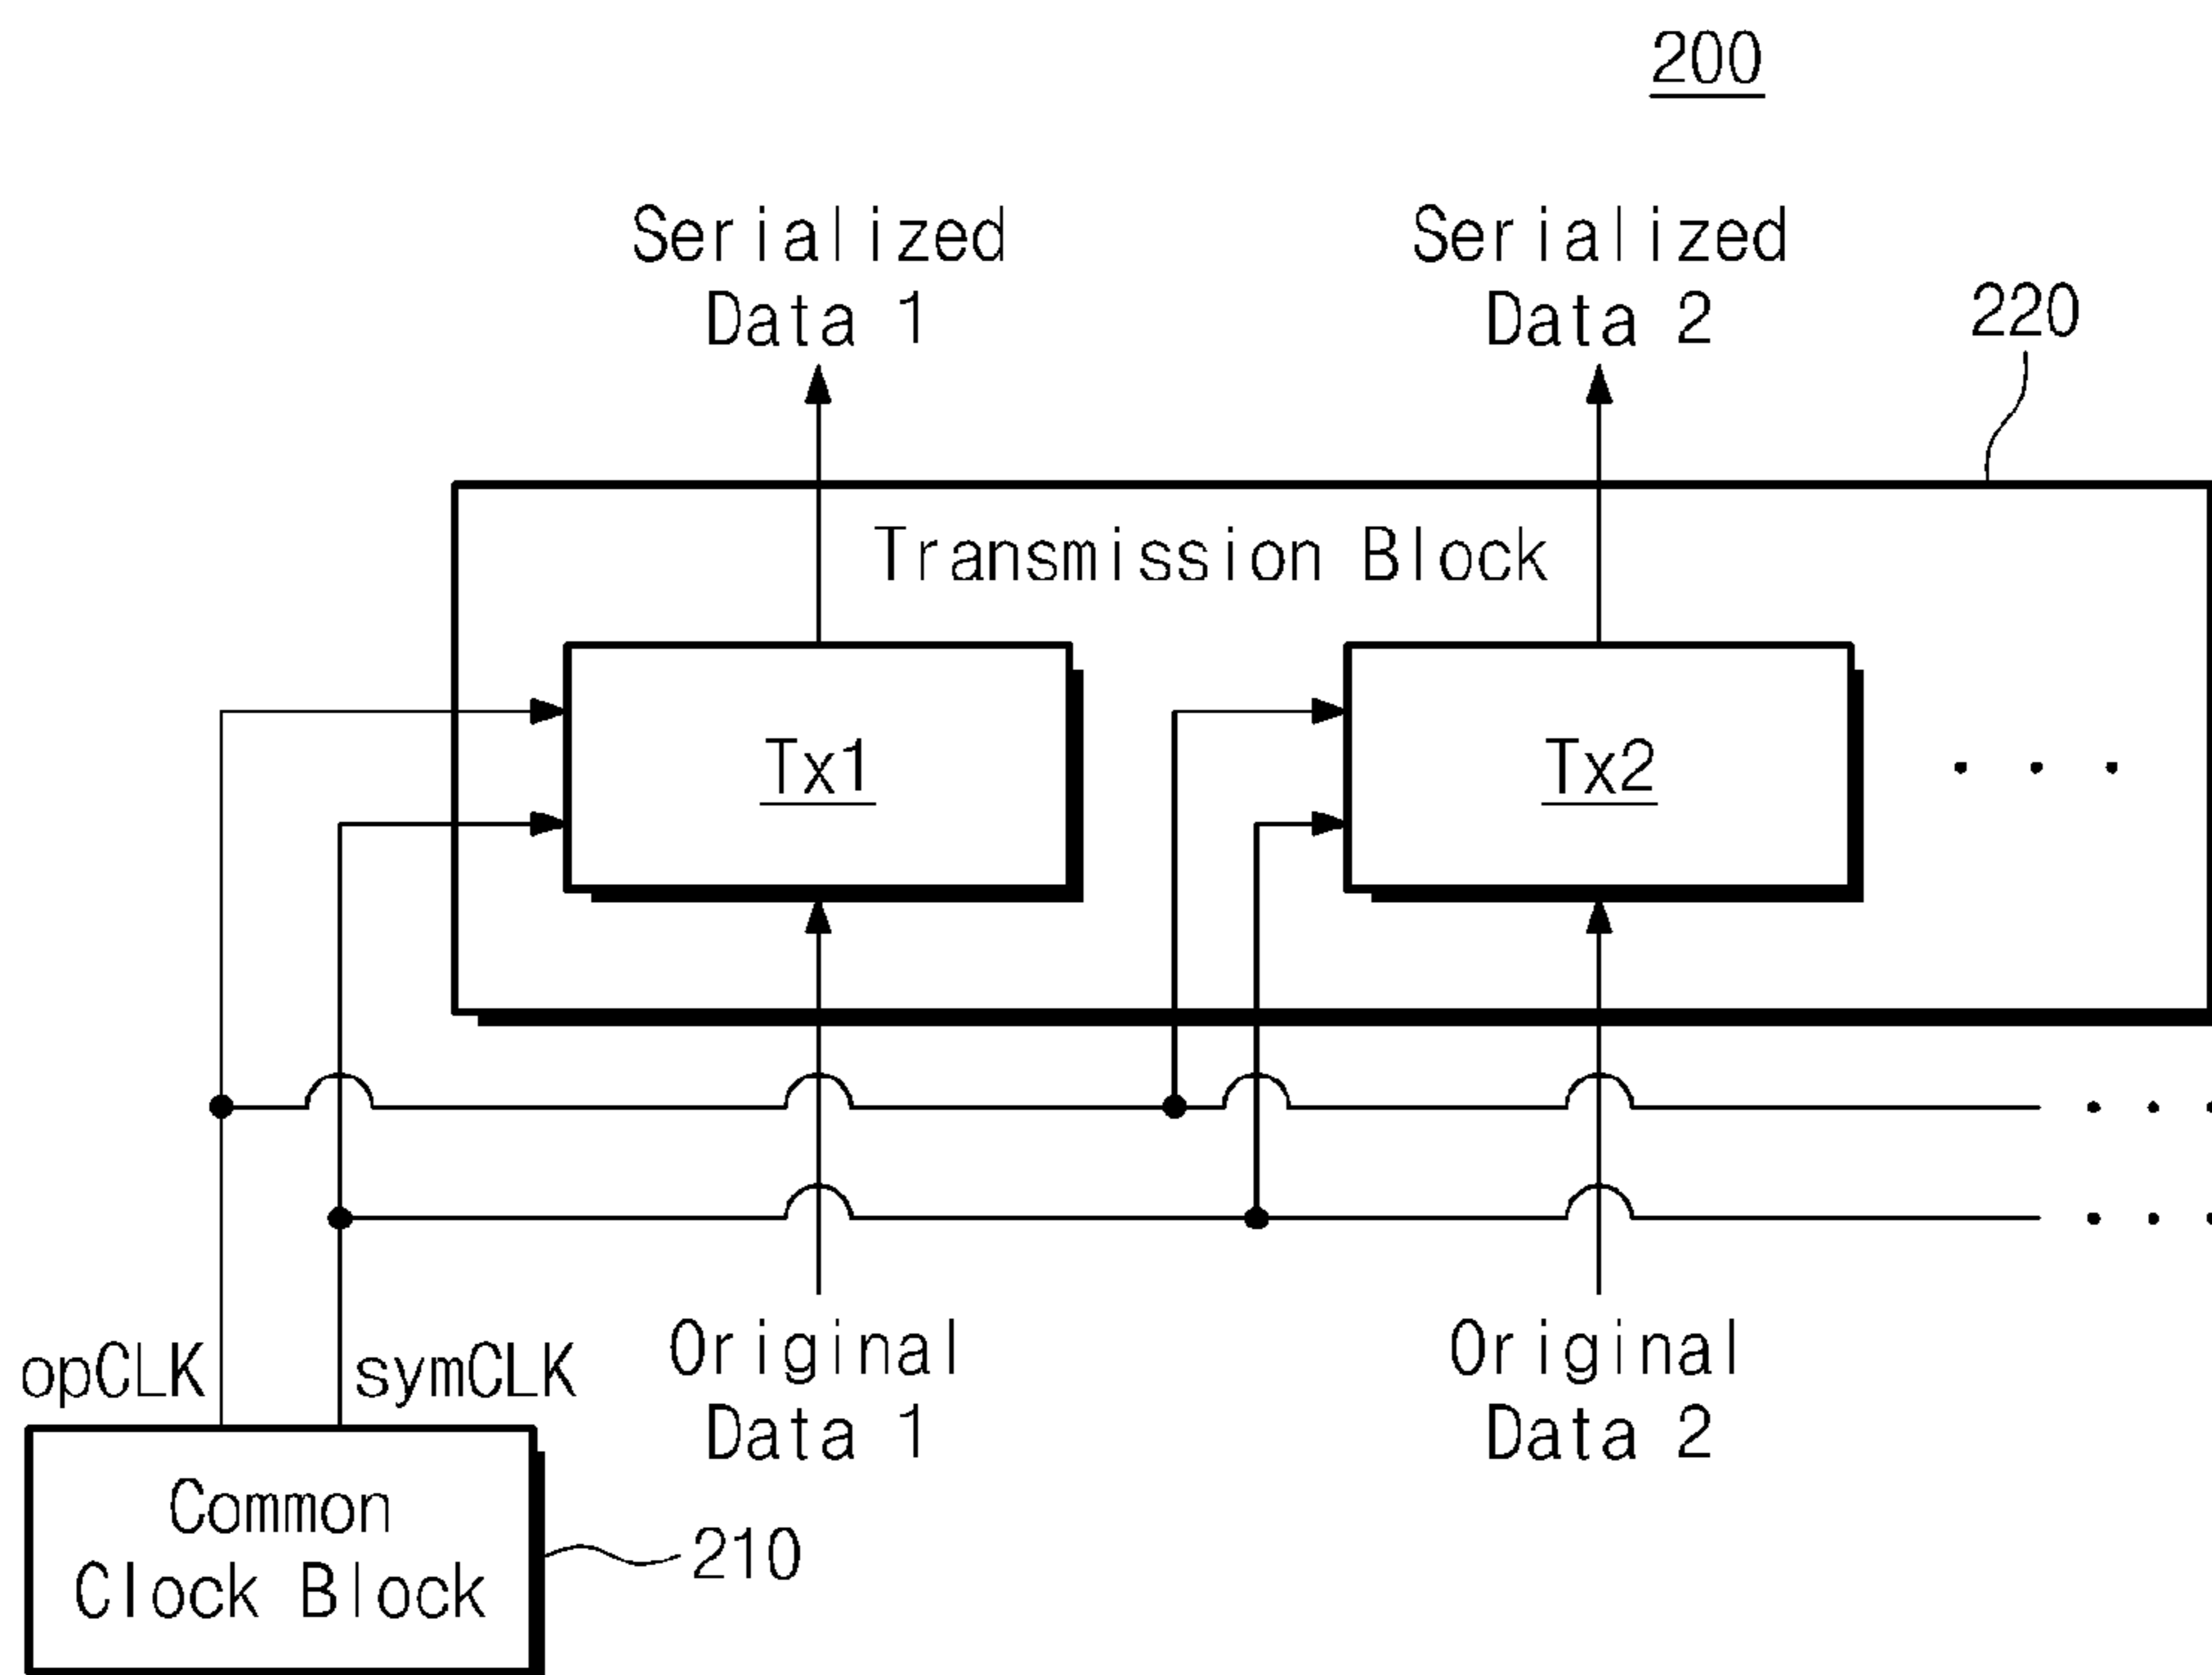 200
Serialized
Data 1
Serialized
Data 2
220
Transmission Block
Tx1
Tx2
. . .
. . .
. . .
opCLK
symCLK
Original
Data 1
Original
Data 2
Common
Clock Block
210